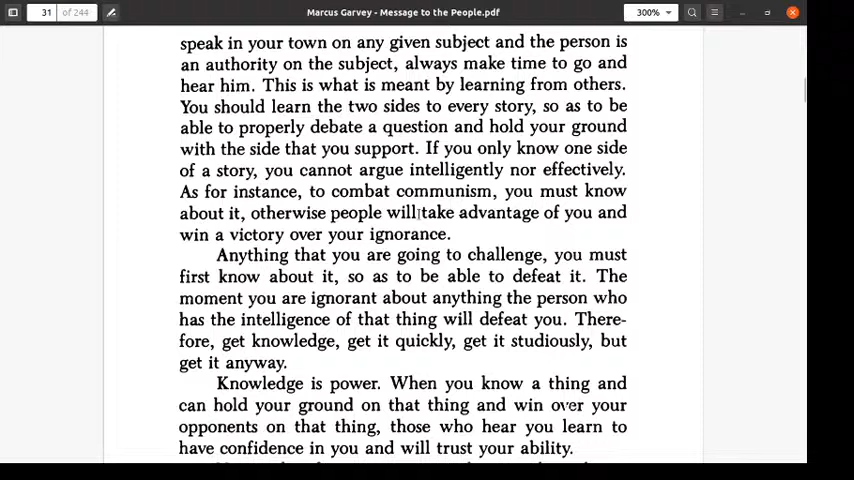 31 of 244
Marcus Garvey - Message to the People.pdf
300%
speak in your town on any given subject and the person is
an authority on the subject, always make time to go and
hear him. This is what is meant by learning from others.
You should learn the two sides to every story, so as to be
able to properly debate a question and hold your ground
with the side that you support. If you only know one side
of a story, you cannot argue intelligently nor effectively.
As for instance, to combat communism, you must know
about it, otherwise people will take advantage of you and
win a victory over your ignorance.
Anything that you are going to challenge, you must
first know about it, so as to be able to defeat it. The
moment you are ignorant about anything the person who
has the intelligence of that thing will defeat you. There-
fore, get knowledge, get it quickly, get it studiously, but
get it anyway.
Knowledge is power. When you know a thing and
can hold your ground on that thing and win over your
opponents on that thing, those who hear you learn to
have confidence in you and will trust your ability.